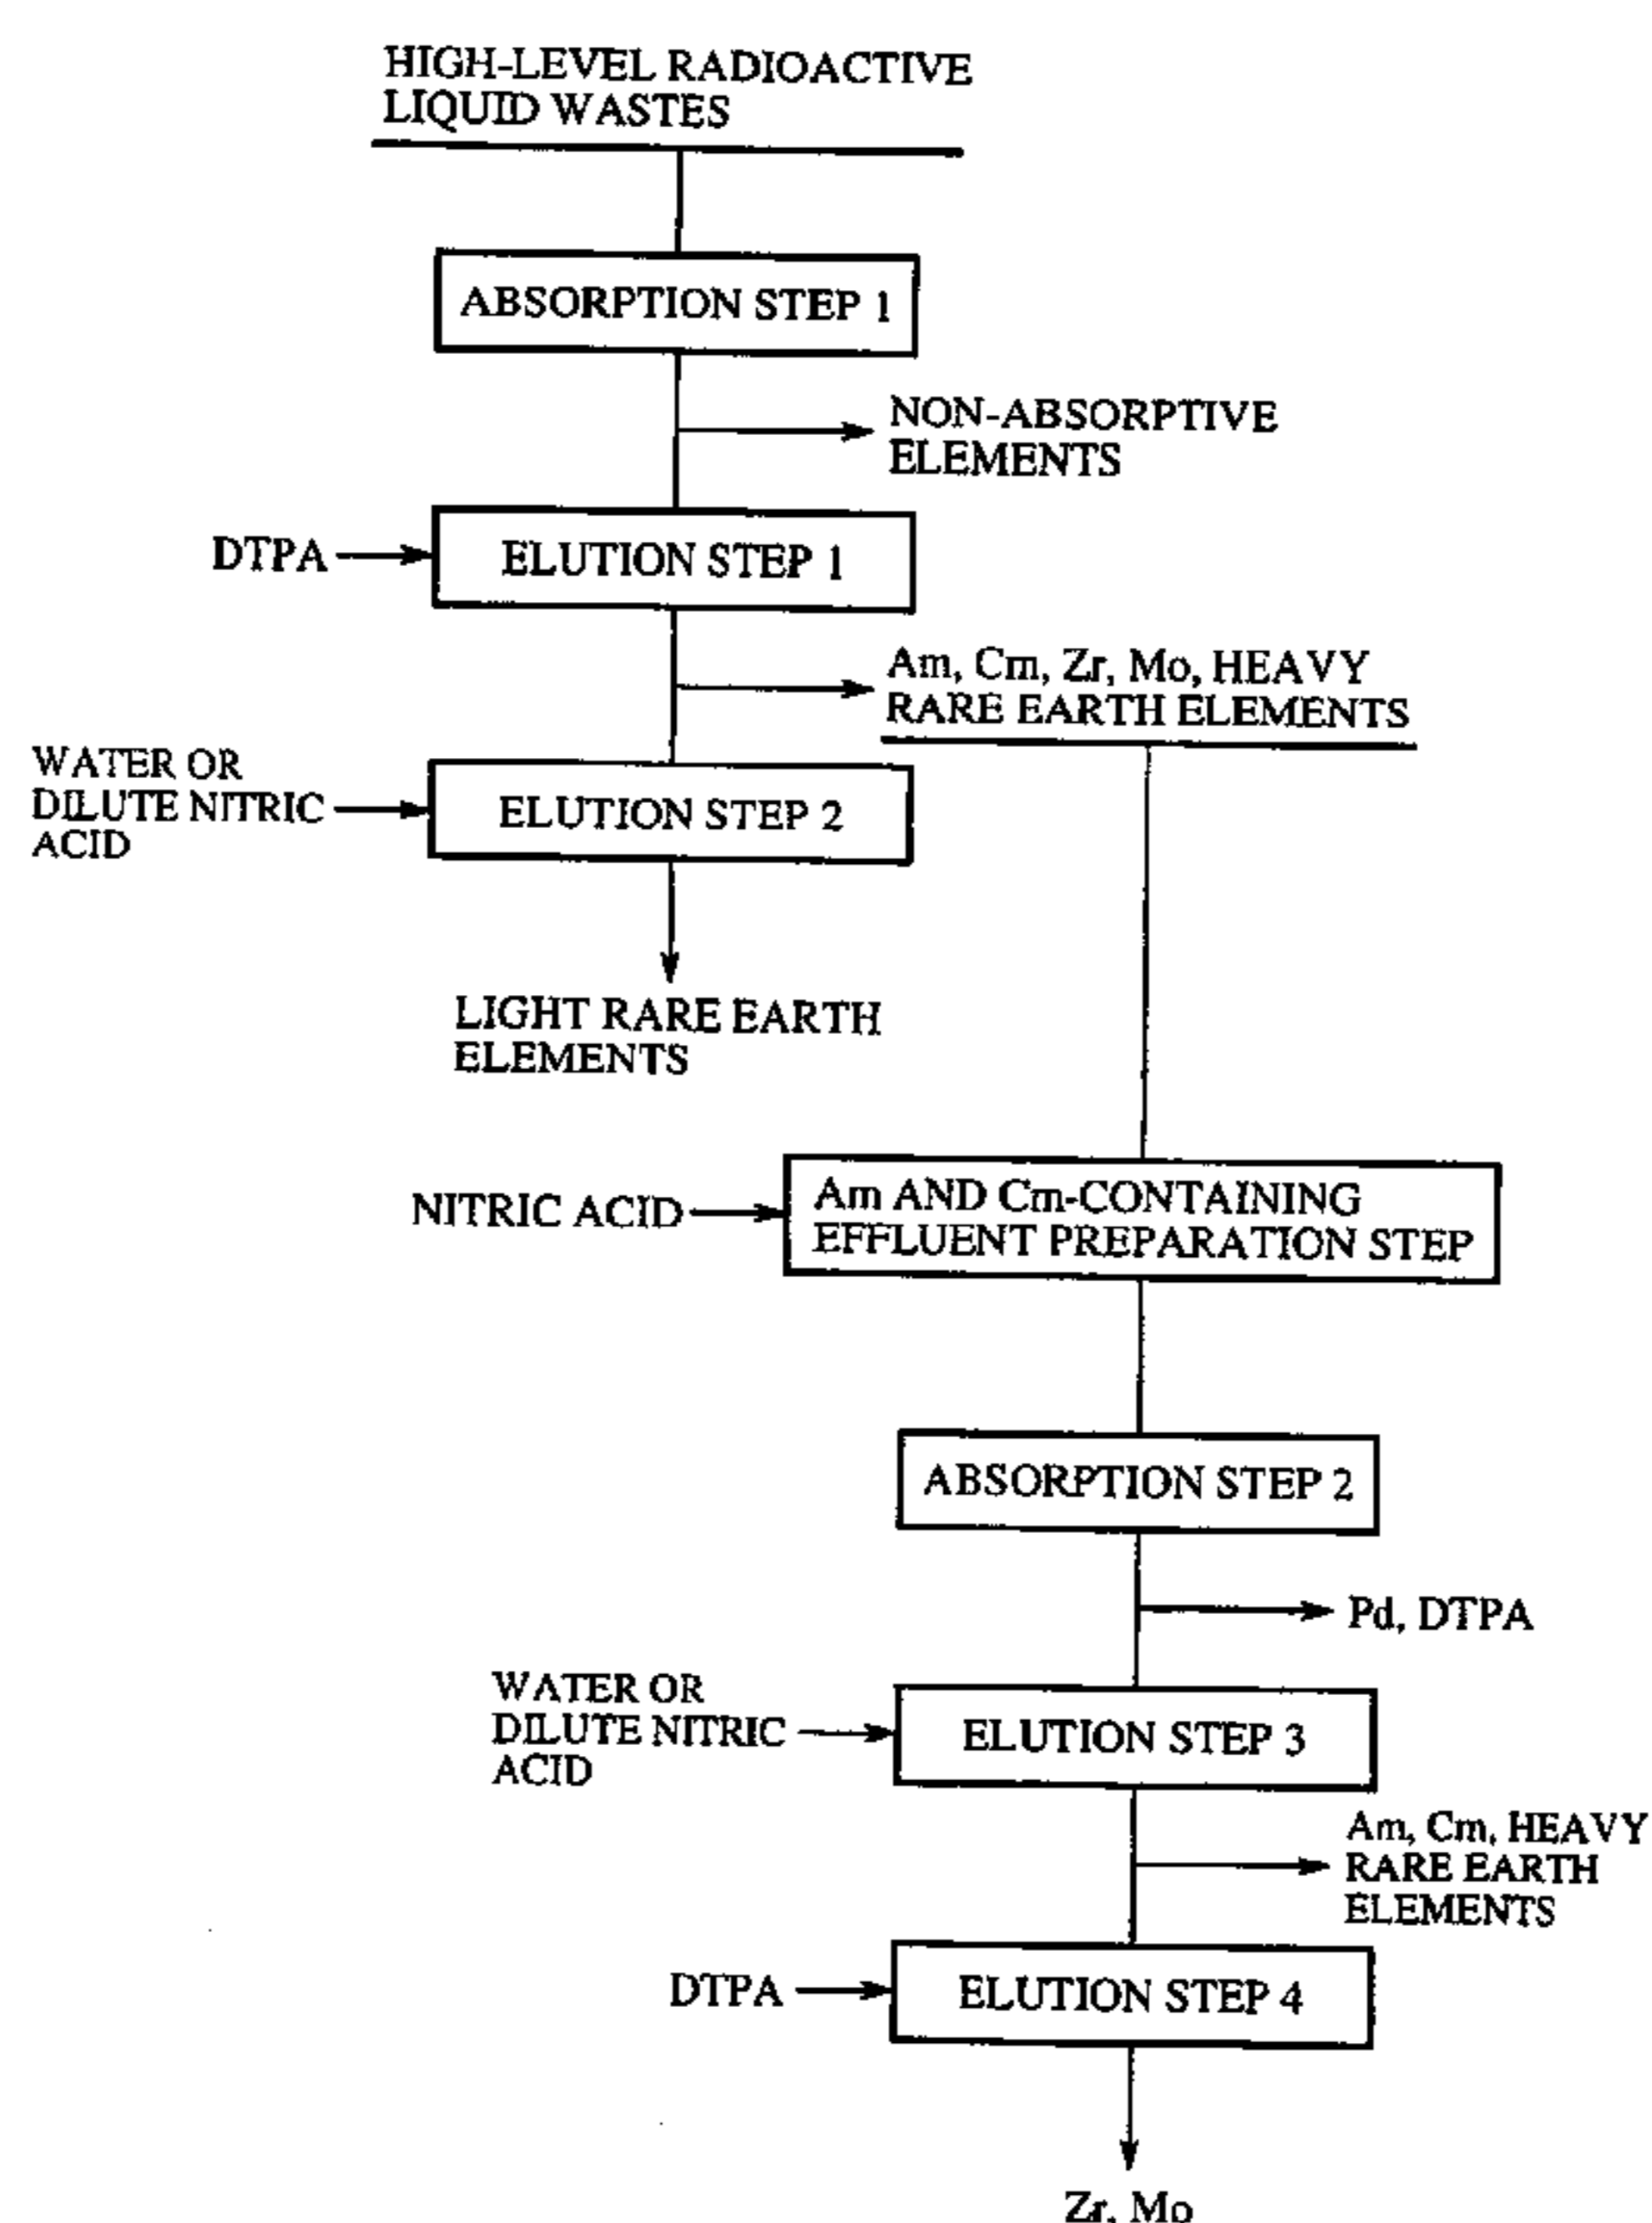 HIGH-LEVEL RADIOACTIVE
LIQUID WASTES
ABSORPTION STEP 1
NON-ABSORPTIVE
ELEMENTS
DTPA
ELUTION STEP 1
Am, Cm, Zr, Mo, HEAVY
RARE EARTH ELEMENTS
WATER OR
DILUTE NITRIC
ACID
ELUTION STEP 2
LIGHT RARE EARTH
ELEMENTS
NITRIC ACID
Am AND Cm-CONTAINING
EFFLUENT PREPARATION STEP
ABSORPTION STEP 2
Pd, DTPA
WATER OR
DILUTE NITRIC
ACID
ELUTION STEP 3
Am, Cm, HEAVY
RARE EARTH
ELEMENTS
DTPA
ELUTION STEP 4
Zr, Mo